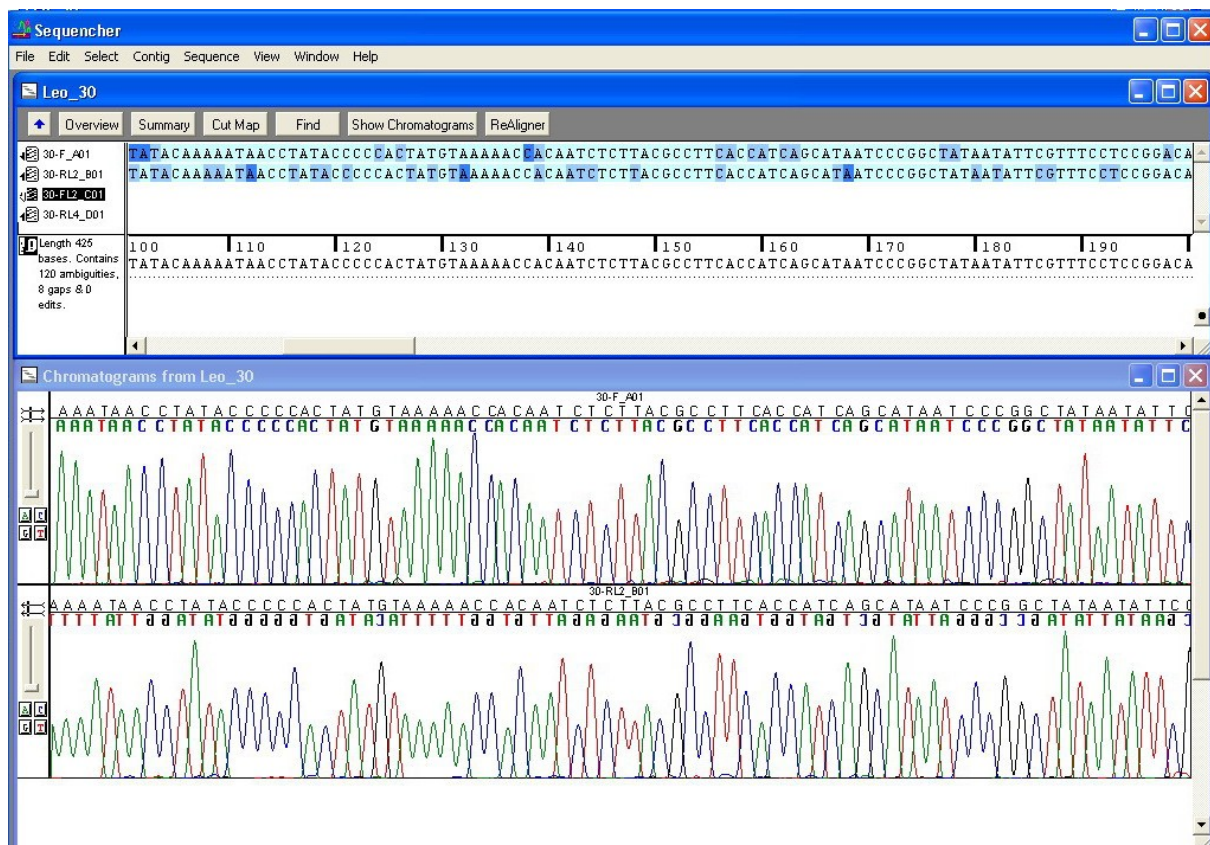 Sequencher
File Edit Select Contig Sequence View Window Help
Leo_30
Overview Summary Cut Map Find Show Chromatograms ReAligner
30-F_A01 TATACAAAAATAACCTATACCCCCACTATGTAAAAACCACAATCTCTTACGCCTTCACCATCAGCATAATCCCGGCTATAATATTCGTTTCCTCCGGACA
30-RL2_B01 TATACAAAAATAACCTATACCCCCACTATGTAAAAACCACAATCTCTTACGCCTTCACCATCAGCATAATCCCGGCTATAATATTCGTTTCCTCCGGACA
30-FL2_C01
30-RL4_D01
Length 425
bases. Contains
120 ambiguities,
8 gaps & 0
edits.
100 110 120 130 140 150 160 170 180 190
TATACAAAAATAACCTATACCCCCACTATGTAAAAACCACAATCTCTTACGCCTTCACCATCAGCATAATCCCGGCTATAATATTCGTTTCCTCCGGACA
Chromatograms from Leo_30
30-F_A01
AAATAACCTATACCCCCACTATGTAAAAACCACAATCTCTTACGCCTTCACCATCAGCATAATCCCGGCTATAATATTC
AAATAACCTATACCCCCACTATGTAAAAACCACAATCTCTTACGCCTTCACCATCAGCATAATCCCGGCTATAATATTC
A C
G T
30-RL2_B01
AAAATAACCTATACCCCCACTATGTAAAAACCACAATCTCTTACGCCTTCACCATCAGCATAATCCCGGCTATAATATTC
A C
G T